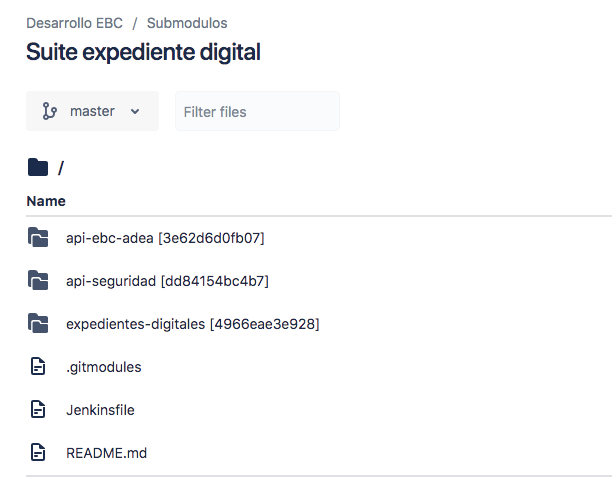 Desarrollo EBC / Submodulos
Suite expediente digital
master
Filter files
/
Name
api-ebc-adea [3e62d6d0fb07]
api-seguridad [dd84154bc4b7]
expedientes-digitales [4966eae3e928]
.gitmodules
Jenkinsfile
README.md